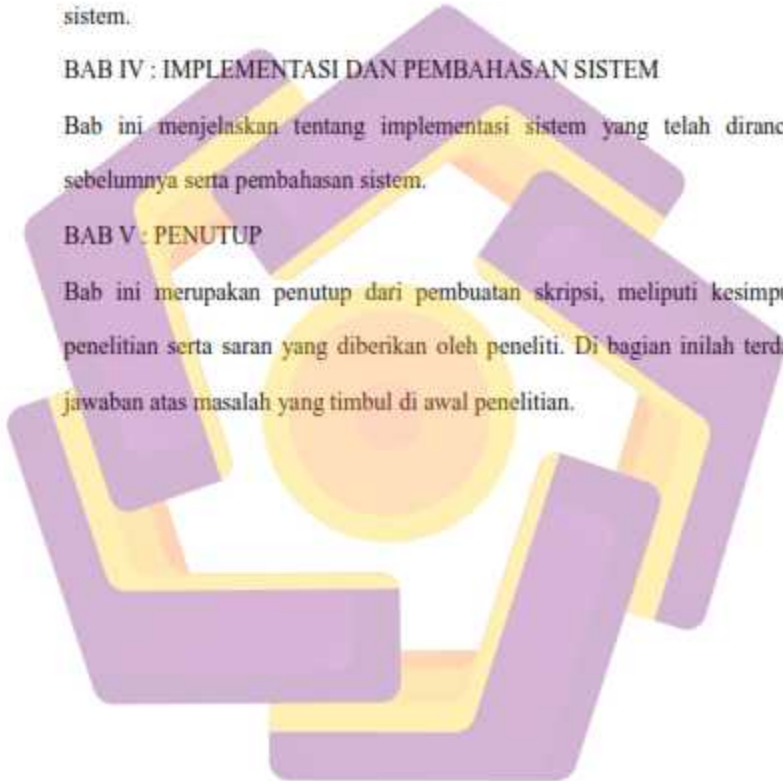 sistem.
BAB IV : IMPLEMENTASI DAN PEMBAHASAN SISTEM
Bab ini menjelaskan tentang implementasi sistem yang telah diranc
sebelumnya serta pembahasan sistem.
BAB V : PENUTUP
Bab ini merupakan penutup dari pembuatan skripsi, meliputi kesimpu
penelitian serta saran yang diberikan oleh peneliti. Di bagian inilah terda
jawaban atas masalah yang timbul di awal penelitian.